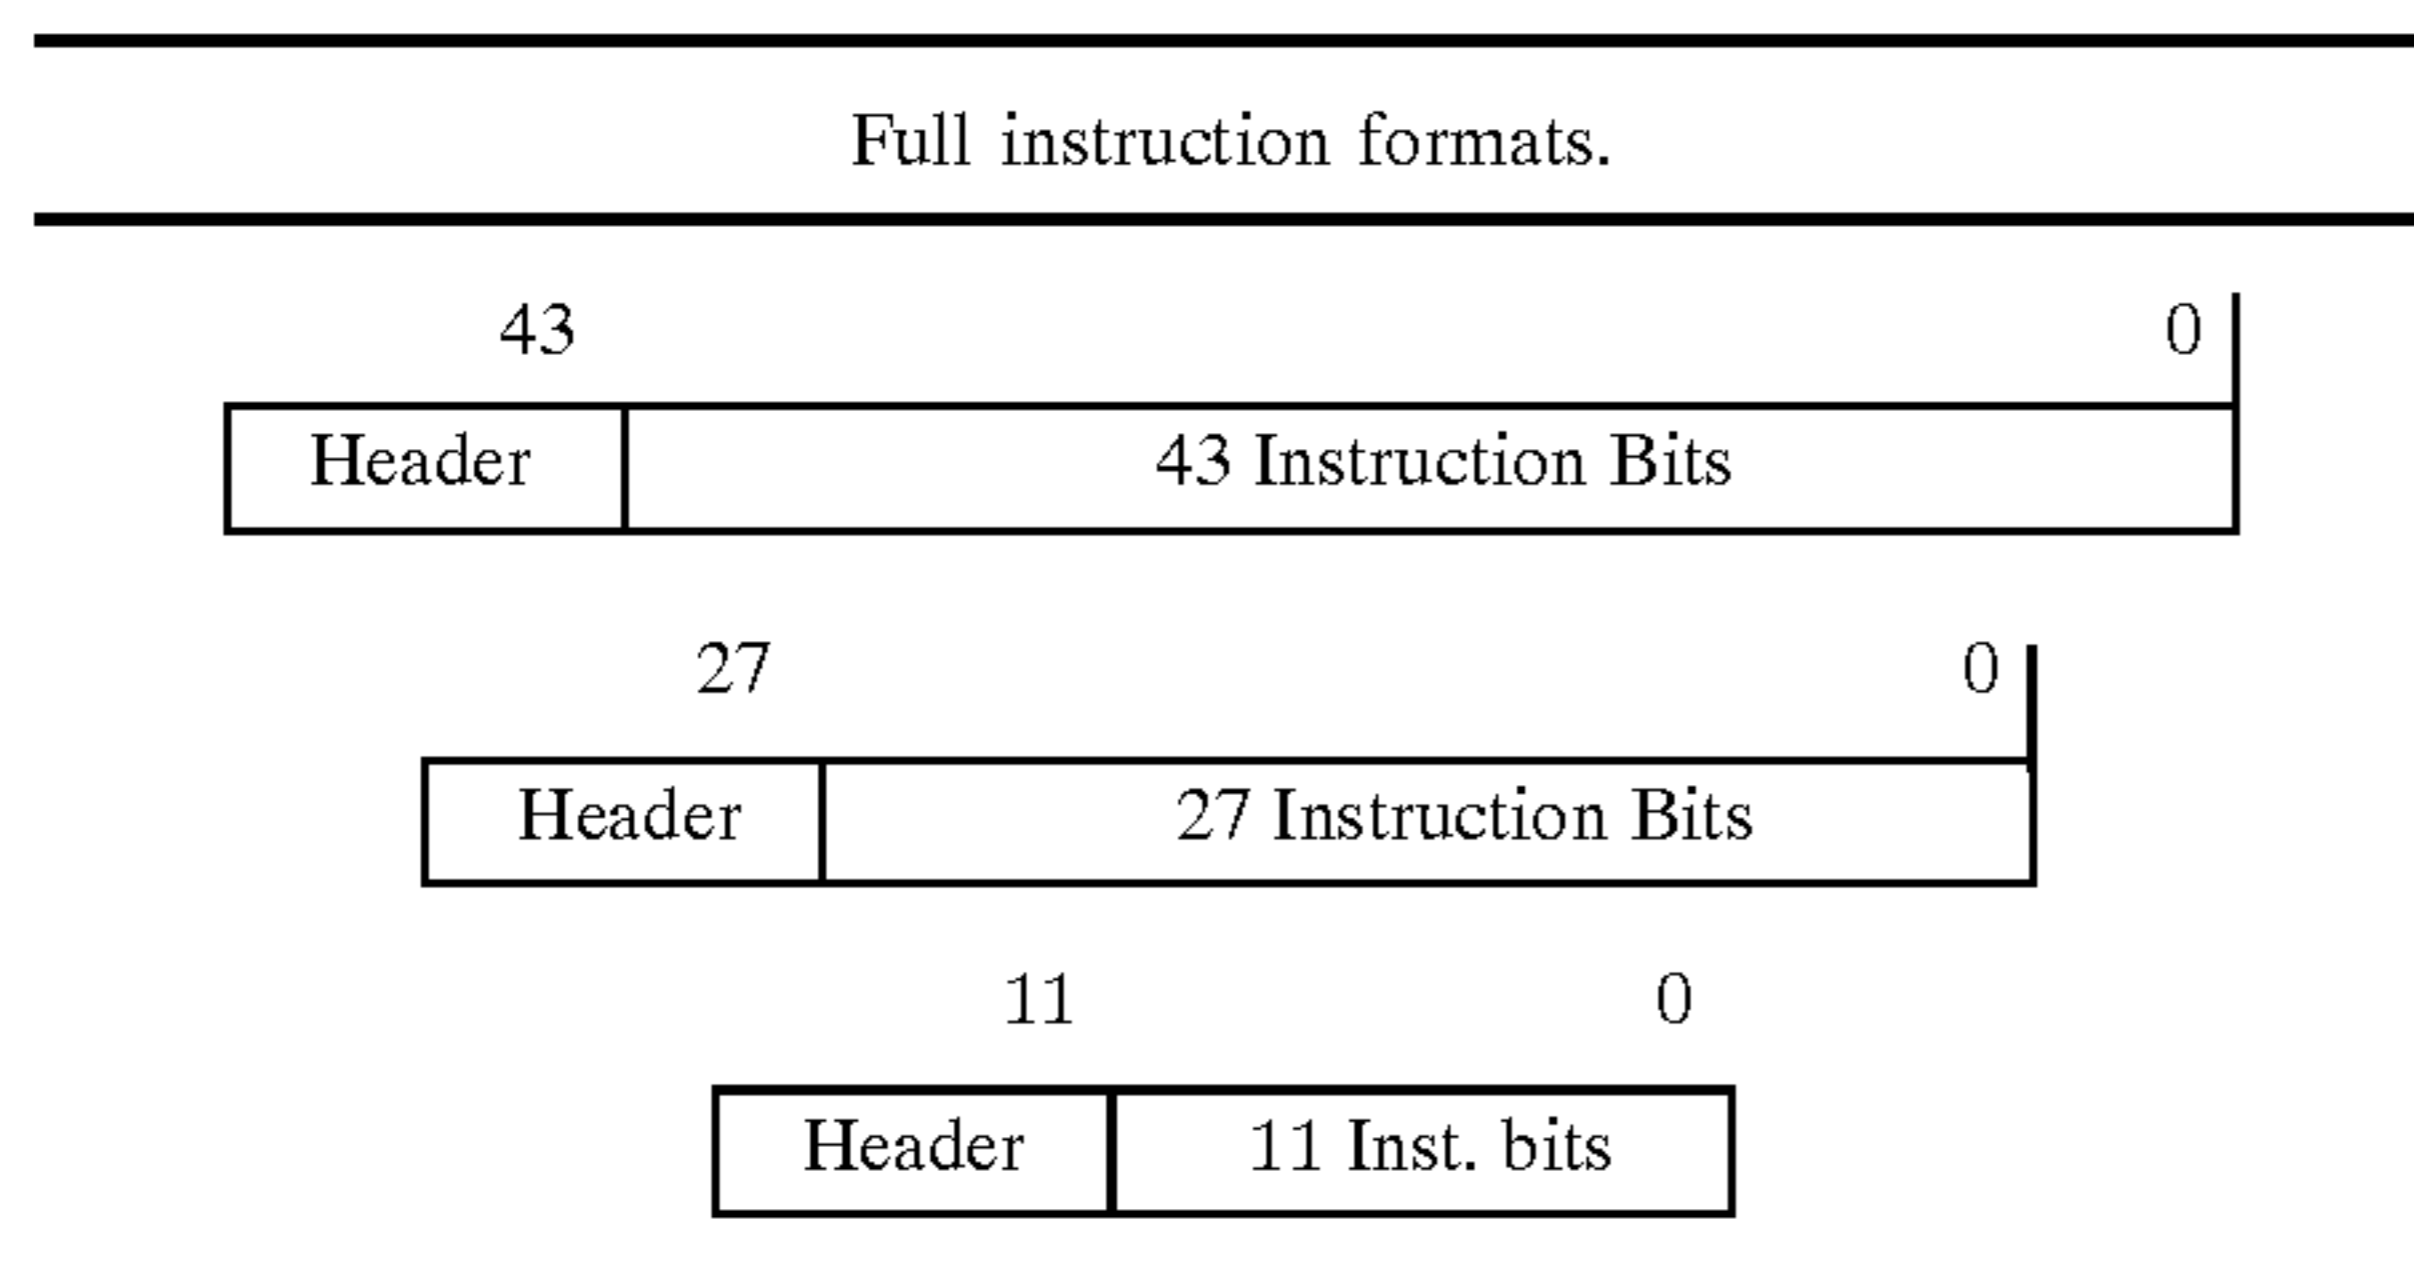 Full instruction formats.
43 0
Header 43 Instruction Bits
27 0
Header 27 Instruction Bits
11 0
Header 11 Inst. bits